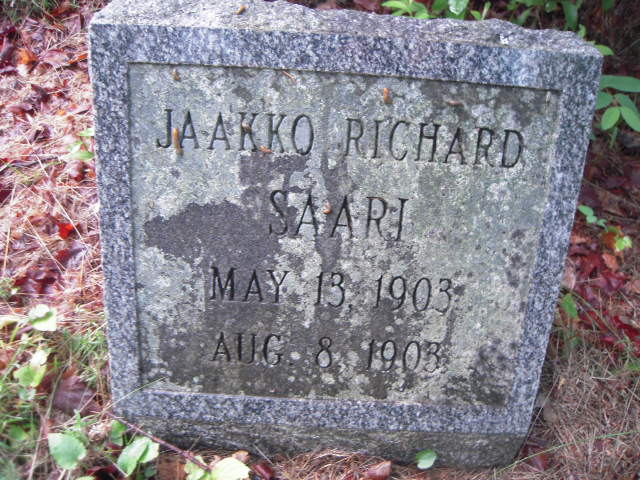 JAAKKO RICHARD
SAARI
MAY 13, 1903
AUG. 8, 1903